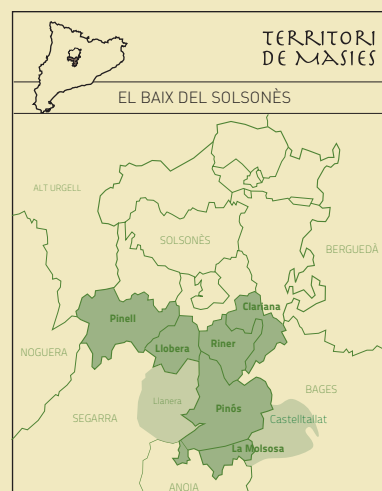 TERRITORI
DE MASIES
EL BAIX DEL SOLSONÈS
ALT URGELL
SOLSONÈS
BERGUEDÀ
Clariana
Pinell
Riner
Llobera
NOGUERA
BAGES
Llanera
Pinós
SEGARRA
Castelltallat
La Molsosa
ANOIA